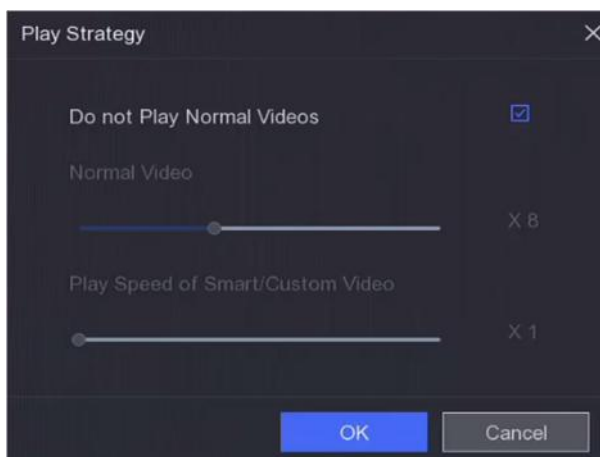 Play Strategy
Do not Play Normal Videos
Normal Video
X 8
Play Speed of Smart/Custom Video
X 1
OK
Cancel